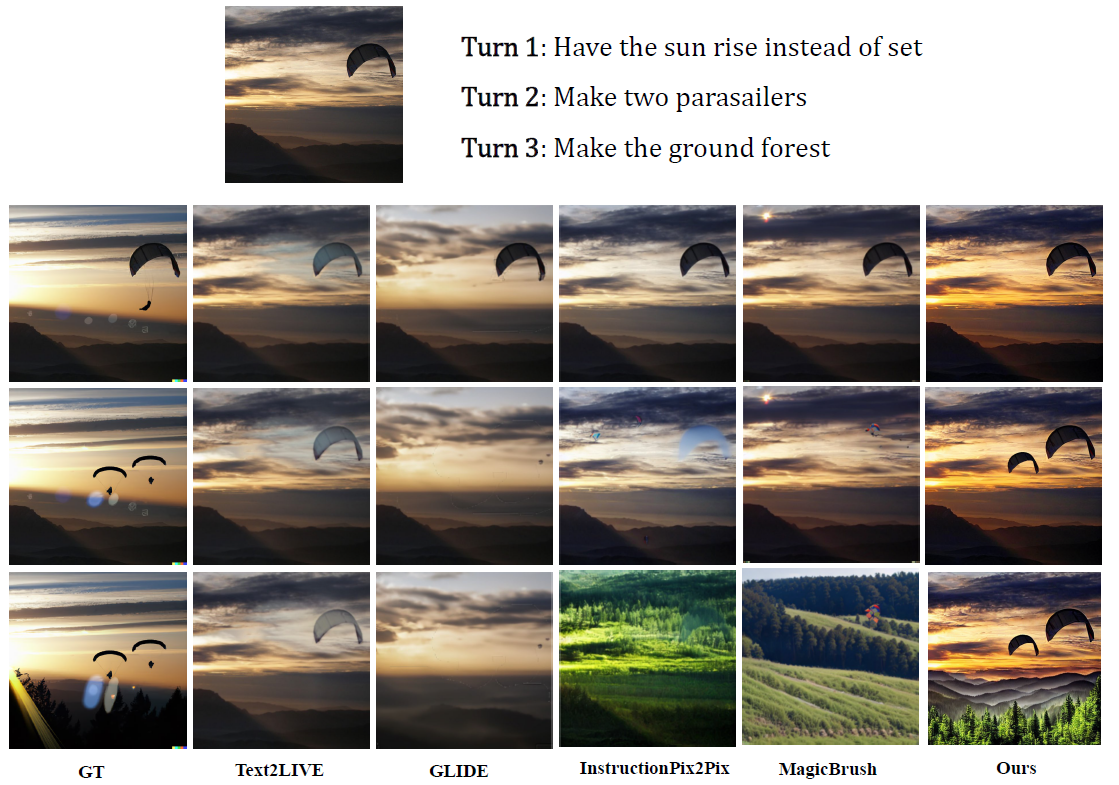 Turn 1: Have the sun rise instead of set
Turn 2: Make two parasailers
Turn 3: Make the ground forest
GT Text2LIVE GLIDE InstructionPix2Pix MagicBrush Ours